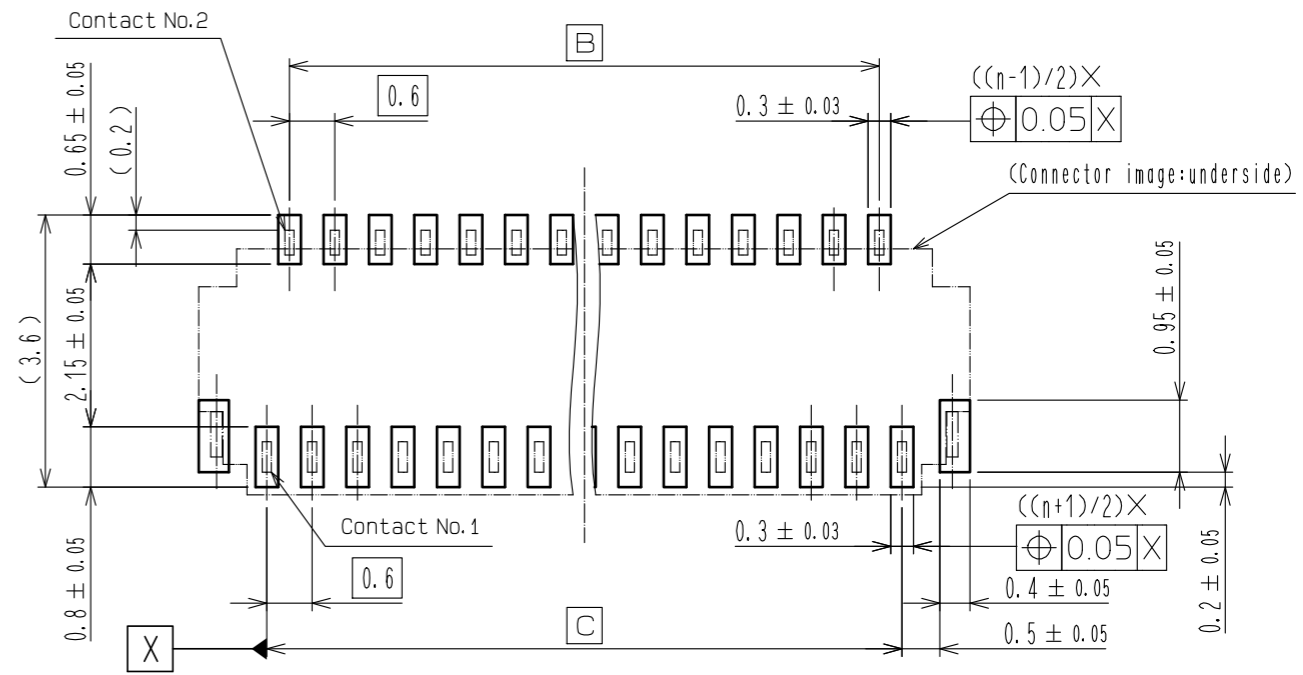 Contact No.2
B
0.6
0.3 ± 0.03
((n-1)/2)X
⌖ 0.05 X
(Connector image:underside)
0.65 ± 0.05
(0.2)
(3.6)
2.15 ± 0.05
0.8 ± 0.05
0.95 ± 0.05
Contact No.1
0.6
0.3 ± 0.03
((n+1)/2)X
⌖ 0.05 X
0.4 ± 0.05
0.2 ± 0.05
X
C
0.5 ± 0.05